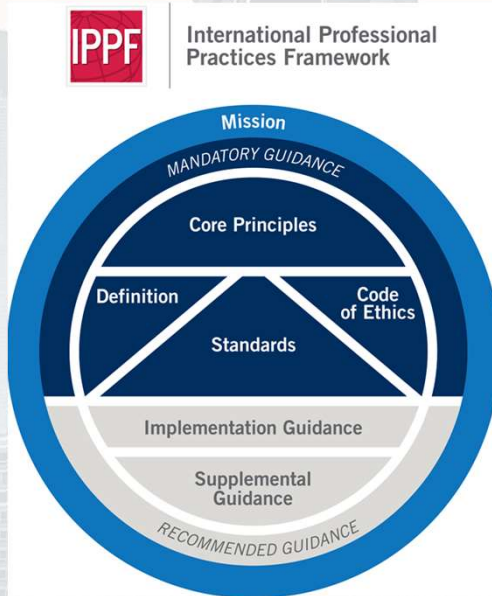 IPPF
International Professional
Practices Framework
Mission
MANDATORY GUIDANCE
Core Principles
Definition
Code
of Ethics
Standards
Implementation Guidance
Supplemental
Guidance
RECOMMENDED GUIDANCE